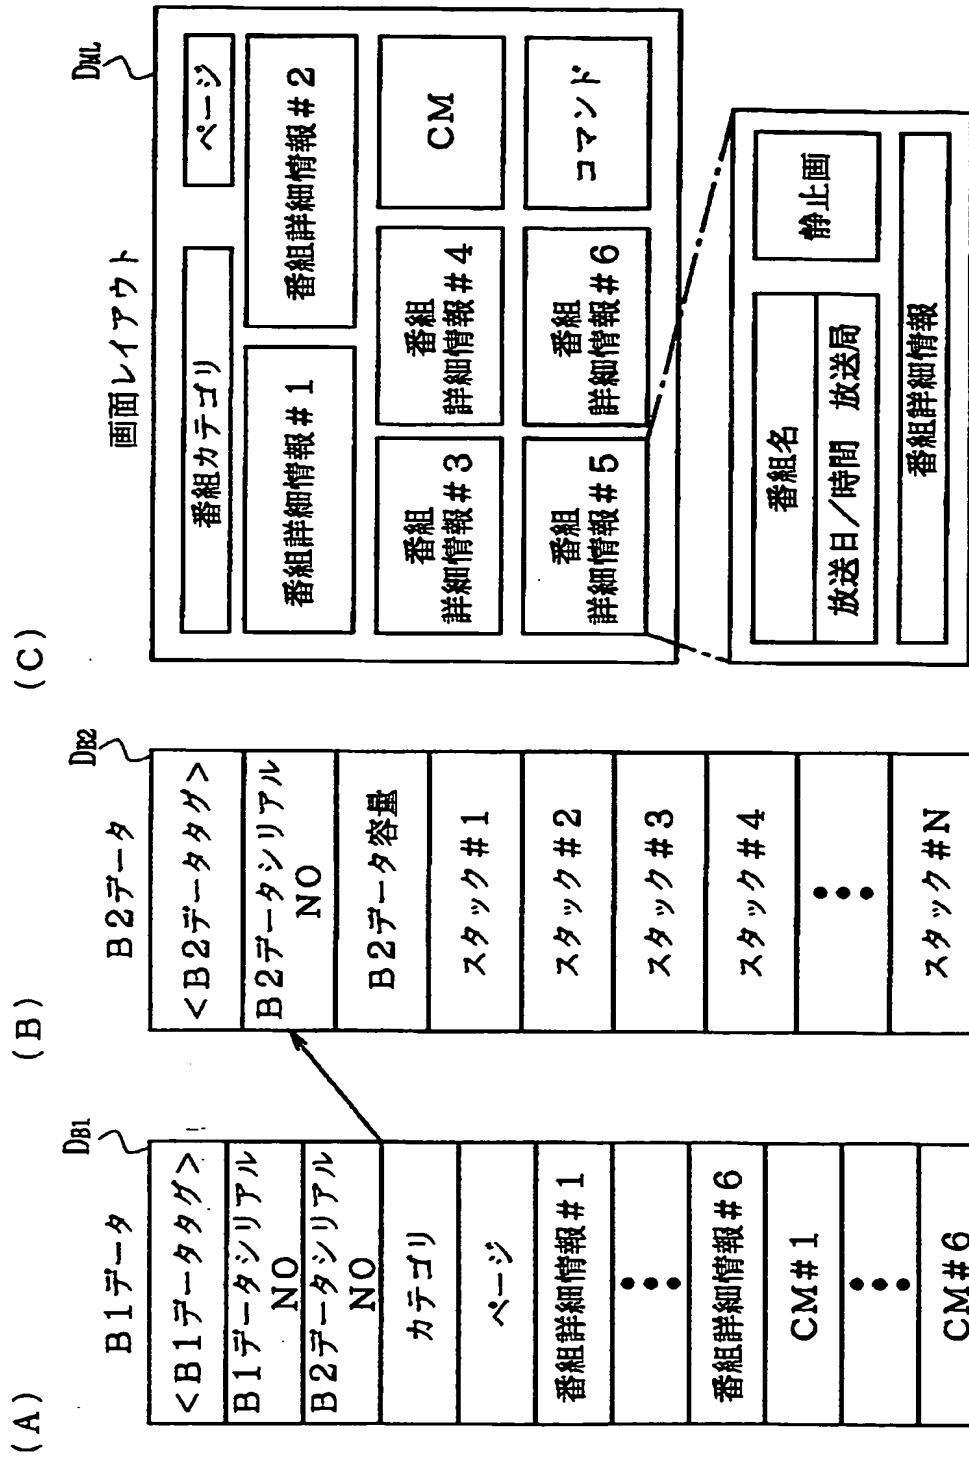 (A)
B1データ
DB1
<B1データタグ>
B1データシリアル
NO
B2データシリアル
NO
カテゴリ
ページ
番組詳細情報#1
•••
番組詳細情報#6
CM#1
•••
CM#6
(B)
B2データ
DB2
<B2データタグ>
B2データシリアル
NO
B2データ容量
スタック#1
スタック#2
スタック#3
スタック#4
•••
スタック#N
(C)
画面レイアウト
DML
番組カテゴリ
ページ
番組詳細情報#1
番組詳細情報#2
番組
詳細情報#3
番組
詳細情報#4
CM
番組
詳細情報#5
番組
詳細情報#6
コマンド
番組名
放送日/時間 放送局
静止画
番組詳細情報